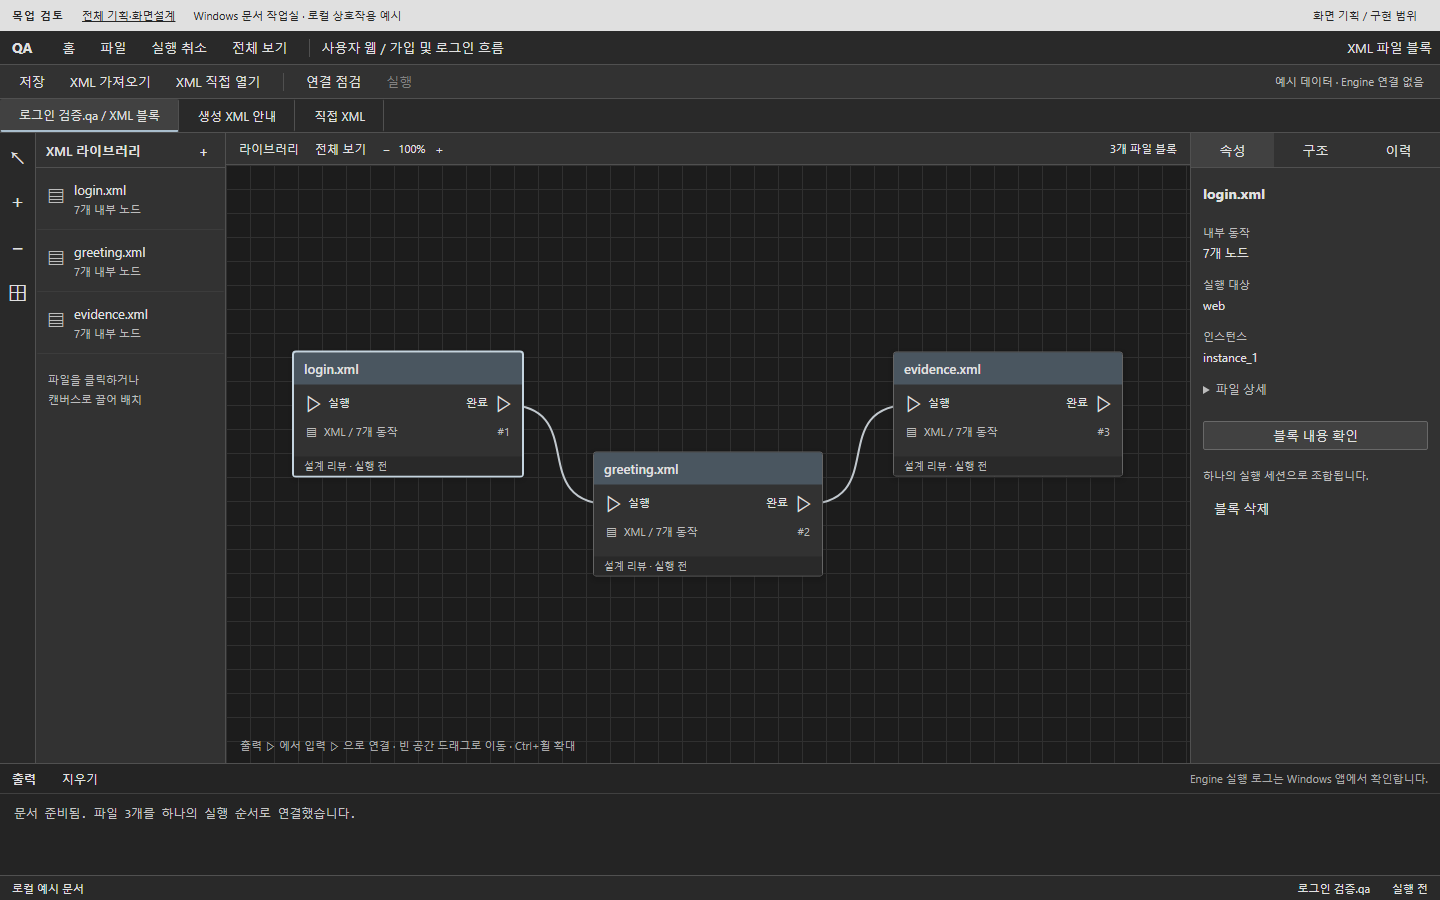 목업 검토 전체 기획·화면설계 Windows 문서 작업실 · 로컬 상호작용 예시 화면 기획 / 구현 범위
QA 홈 파일 실행 취소 전체 보기 사용자 웹 / 가입 및 로그인 흐름 XML 파일 블록
저장 XML 가져오기 XML 직접 열기 연결 점검 실행 예시 데이터 · Engine 연결 없음
로그인 검증.qa / XML 블록 생성 XML 안내 직접 XML
XML 라이브러리 +
login.xml
7개 내부 노드
greeting.xml
7개 내부 노드
evidence.xml
7개 내부 노드
파일을 클릭하거나
캔버스로 끌어 배치
라이브러리 전체 보기 − 100% + 3개 파일 블록
login.xml
실행 완료
XML / 7개 동작 #1
설계 리뷰 · 실행 전
greeting.xml
실행 완료
XML / 7개 동작 #2
설계 리뷰 · 실행 전
evidence.xml
실행 완료
XML / 7개 동작 #3
설계 리뷰 · 실행 전
출력 ▷ 에서 입력 ▷ 으로 연결 · 빈 공간 드래그로 이동 · Ctrl+휠 확대
속성 구조 이력
login.xml
내부 동작
7개 노드
실행 대상
web
인스턴스
instance_1
▶ 파일 상세
블록 내용 확인
하나의 실행 세션으로 조합됩니다.
블록 삭제
출력 지우기 Engine 실행 로그는 Windows 앱에서 확인합니다.
문서 준비됨. 파일 3개를 하나의 실행 순서로 연결했습니다.
로컬 예시 문서 로그인 검증.qa 실행 전